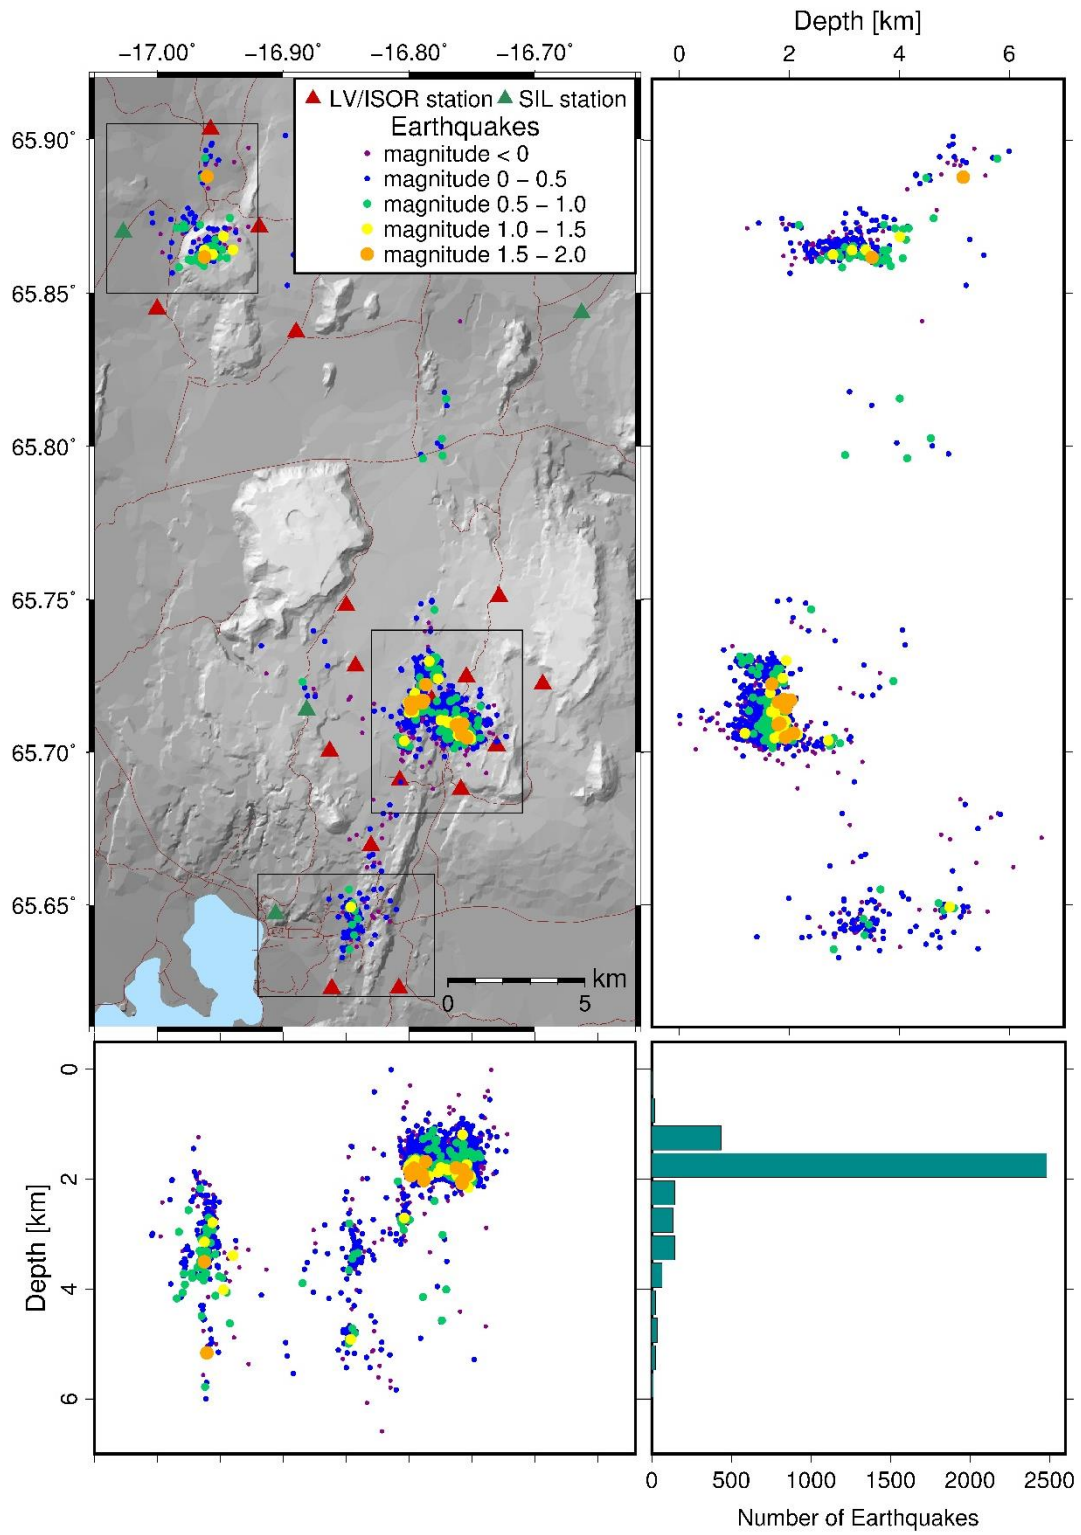 Depth [km]
−17.00° −16.90° −16.80° −16.70°
0 2 4 6
LV/ISOR station SIL station
Earthquakes
magnitude < 0
magnitude 0 − 0.5
magnitude 0.5 − 1.0
magnitude 1.0 − 1.5
magnitude 1.5 − 2.0
65.90°
65.85°
65.80°
65.75°
65.70°
65.65°
km
0 5
Depth [km]
0
2
4
6
0 500 1000 1500 2000 2500
Number of Earthquakes